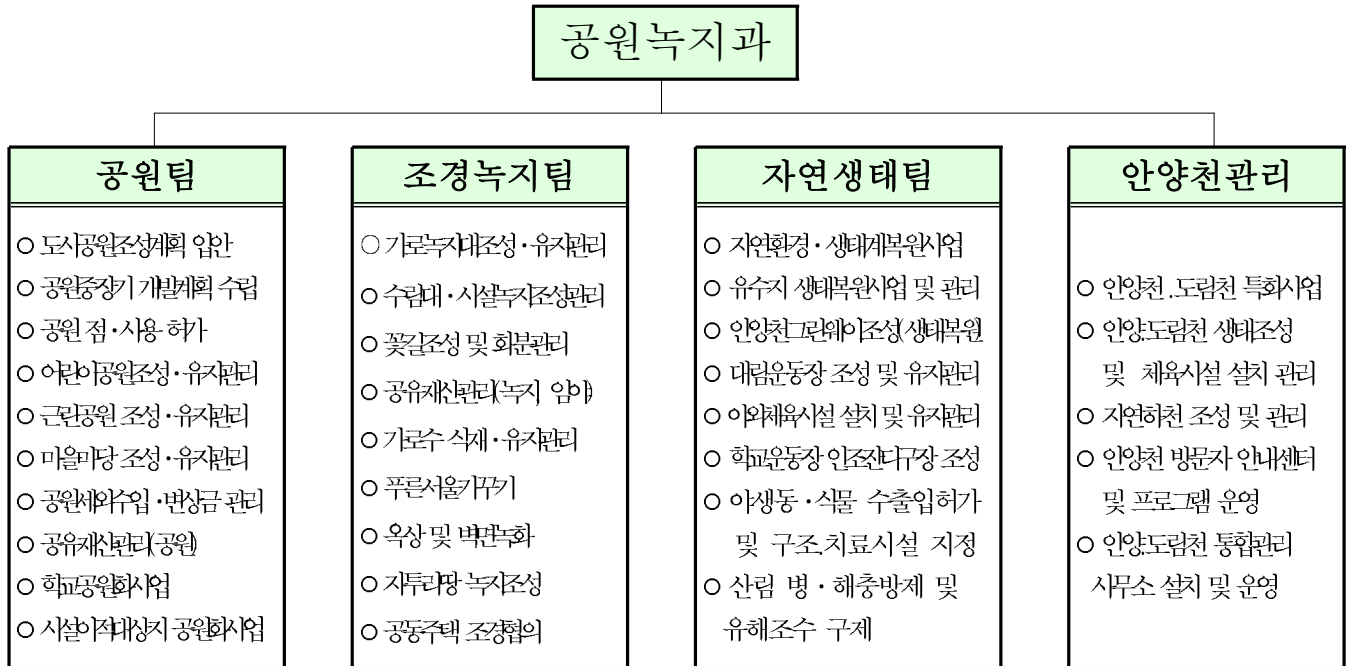 공원녹지과
공원팀
○ 도시공원조성계획 입안
○ 공원중장기 개발계획 수립
○ 공원 점·사용 허가
○ 어린이공원조성·유지관리
○ 근린공원 조성·유지관리
○ 마을마당 조성·유지관리
○ 공원세외수입·변상금 관리
○ 공유재산관리(공원)
○ 학교공원화사업
○ 시설이적대상지 공원화사업
조경녹지팀
○ 가로녹지대조성·유지관리
○ 수림대·시설녹지조성관리
○ 꽃길조성 및 화분관리
○ 공유재산관리(녹지 임야)
○ 가로수 식재·유지관리
○ 푸른서울가꾸기
○ 옥상 및 벽면녹화
○ 자투리땅 녹지조성
○ 공동주택 조경협의
자연생태팀
○ 자연환경·생태계복원사업
○ 유수지 생태복원사업 및 관리
○ 안양천그린웨이조성(생태복원)
○ 대림운동장 조성 및 유지관리
○ 야외체육시설 설치 및 유지관리
○ 학교운동장 인조잔디구장 조성
○ 야생동·식물 수출입허가
및 구조.치료시설 지정
○ 산림 병·해충방제 및
유해조수 구제
안양천관리
○ 안양천.도림천 특화사업
○ 안양.도림천 생태조성
및 체육시설 설치 관리
○ 자연하천 조성 및 관리
○ 안양천 방문자 안내센터
및 프로그램 운영
○ 안양.도림천 통합관리
사무소 설치 및 운영